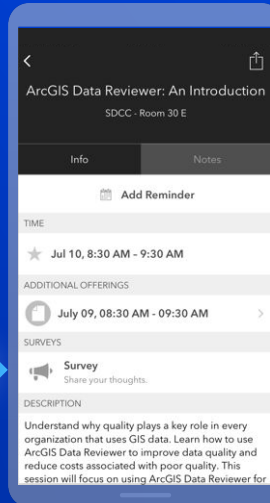 ArcGIS Data Reviewer: An Introduction
SDCC - Room 30 E
Info
Notes
Add Reminder
TIME
Jul 10, 8:30 AM - 9:30 AM
ADDITIONAL OFFERINGS
July 09, 08:30 AM - 09:30 AM
SURVEYS
Survey
Share your thoughts.
DESCRIPTION
Understand why quality plays a key role in every
organization that uses GIS data. Learn how to use
ArcGIS Data Reviewer to improve data quality and
reduce costs associated with poor quality. This
session will focus on using ArcGIS Data Reviewer for